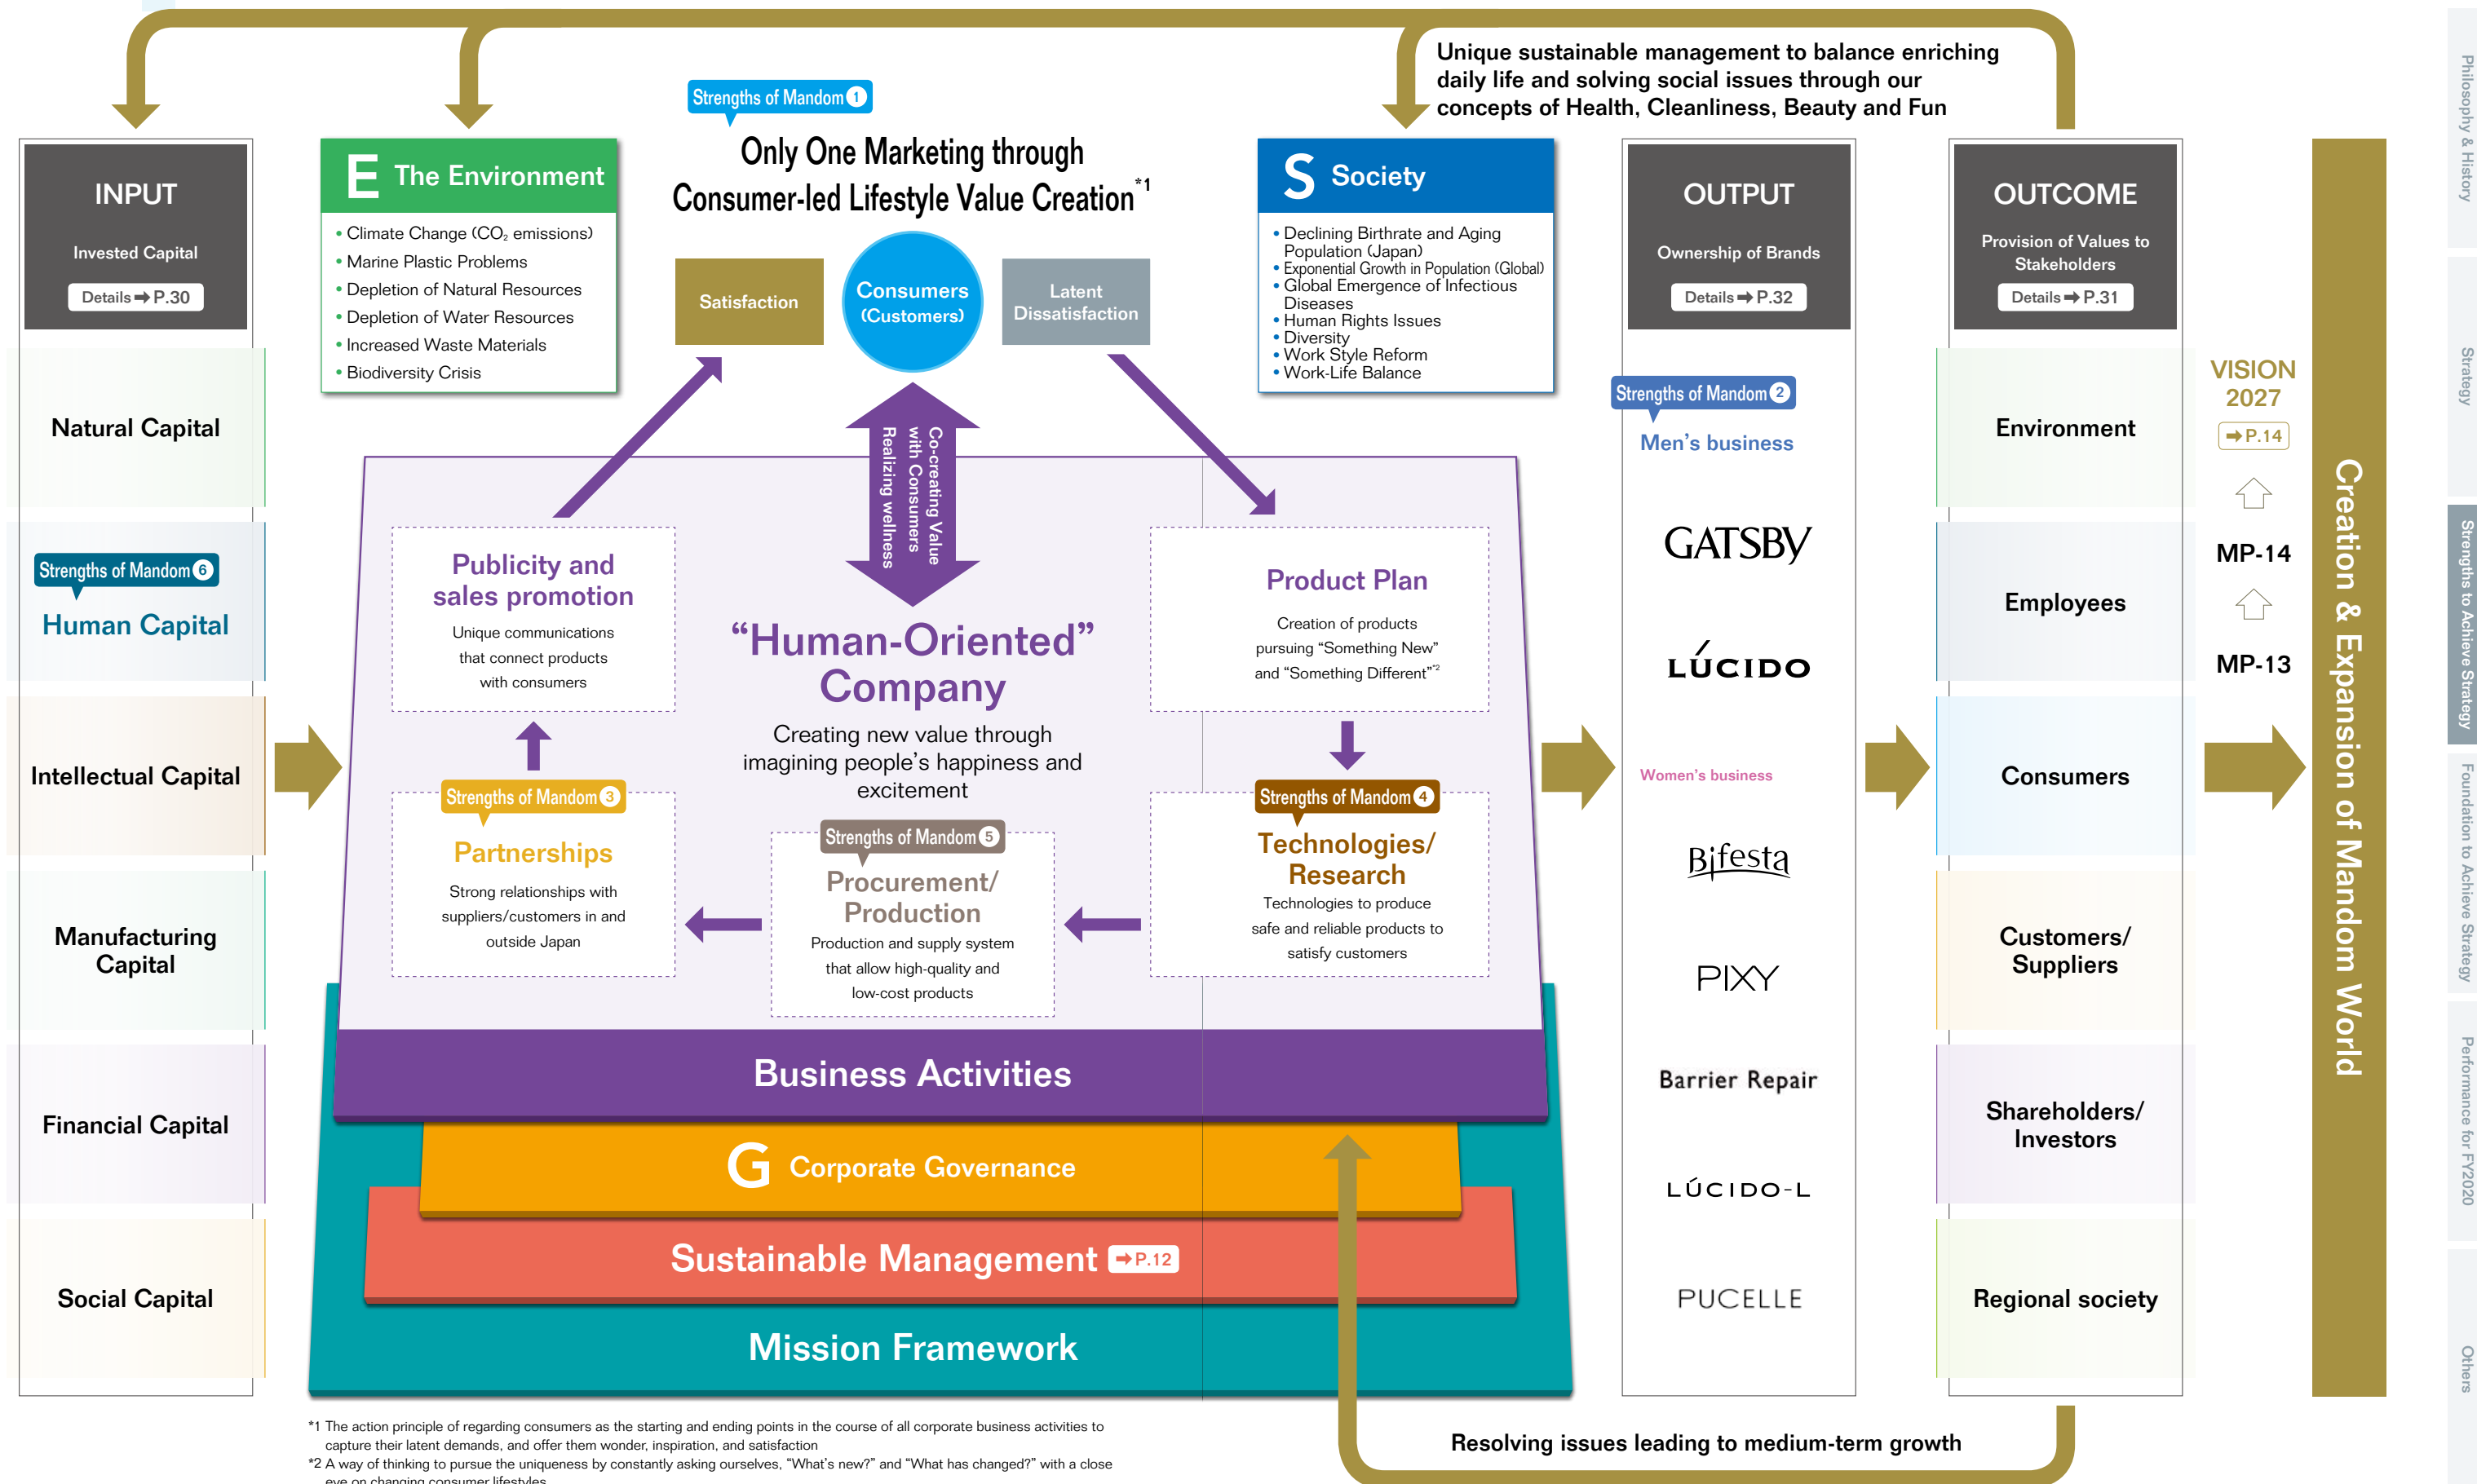 Unique sustainable management to balance enriching
daily life and solving social issues through our
concepts of Health, Cleanliness, Beauty and Fun
INPUT
Invested Capital
Details ➡ P.30
Natural Capital
Strengths of Mandom 6
Human Capital
Intellectual Capital
Manufacturing
Capital
Financial Capital
Social Capital
E The Environment
• Climate Change (CO₂ emissions)
• Marine Plastic Problems
• Depletion of Natural Resources
• Depletion of Water Resources
• Increased Waste Materials
• Biodiversity Crisis
Strengths of Mandom 1
Only One Marketing through
Consumer-led Lifestyle Value Creation*1
Satisfaction
Consumers
(Customers)
Latent
Dissatisfaction
S Society
• Declining Birthrate and Aging
Population (Japan)
• Exponential Growth in Population (Global)
• Global Emergence of Infectious
Diseases
• Human Rights Issues
• Diversity
• Work Style Reform
• Work-Life Balance
Co-creating Value
with Consumers
Realizing wellness
Publicity and
sales promotion
Unique communications
that connect products
with consumers
"Human-Oriented"
Company
Creating new value through
imagining people's happiness and
excitement
Product Plan
Creation of products
pursuing "Something New"
and "Something Different"*2
Strengths of Mandom 3
Partnerships
Strong relationships with
suppliers/customers in and
outside Japan
Strengths of Mandom 5
Procurement/
Production
Production and supply system
that allow high-quality and
low-cost products
Strengths of Mandom 4
Technologies/
Research
Technologies to produce
safe and reliable products to
satisfy customers
Business Activities
G Corporate Governance
Sustainable Management ➡ P.12
Mission Framework
OUTPUT
Ownership of Brands
Details ➡ P.32
Strengths of Mandom 2
Men's business
GATSBY
LÚCIDO
Women's business
Bifesta
PIXY
Barrier Repair
LÚCIDO-L
PUCELLE
OUTCOME
Provision of Values to
Stakeholders
Details ➡ P.31
Environment
Employees
Consumers
Customers/
Suppliers
Shareholders/
Investors
Regional society
VISION
2027
➡ P.14
MP-14
MP-13
Creation & Expansion of Mandom World
Resolving issues leading to medium-term growth
*1 The action principle of regarding consumers as the starting and ending points in the course of all corporate business activities to
capture their latent demands, and offer them wonder, inspiration, and satisfaction
*2 A way of thinking to pursue the uniqueness by constantly asking ourselves, "What's new?" and "What has changed?" with a close
eye on changing consumer lifestyles
Philosophy & History
Strategy
Strengths to Achieve Strategy
Foundation to Achieve Strategy
Performance for FY2020
Others